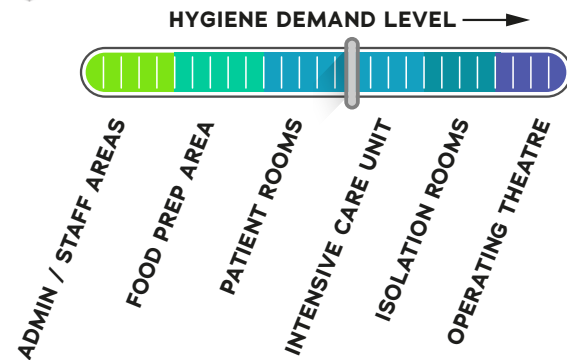 HYGIENE DEMAND LEVEL
ADMIN / STAFF AREAS
FOOD PREP AREA
PATIENT ROOMS
INTENSIVE CARE UNIT
ISOLATION ROOMS
OPERATING THEATRE